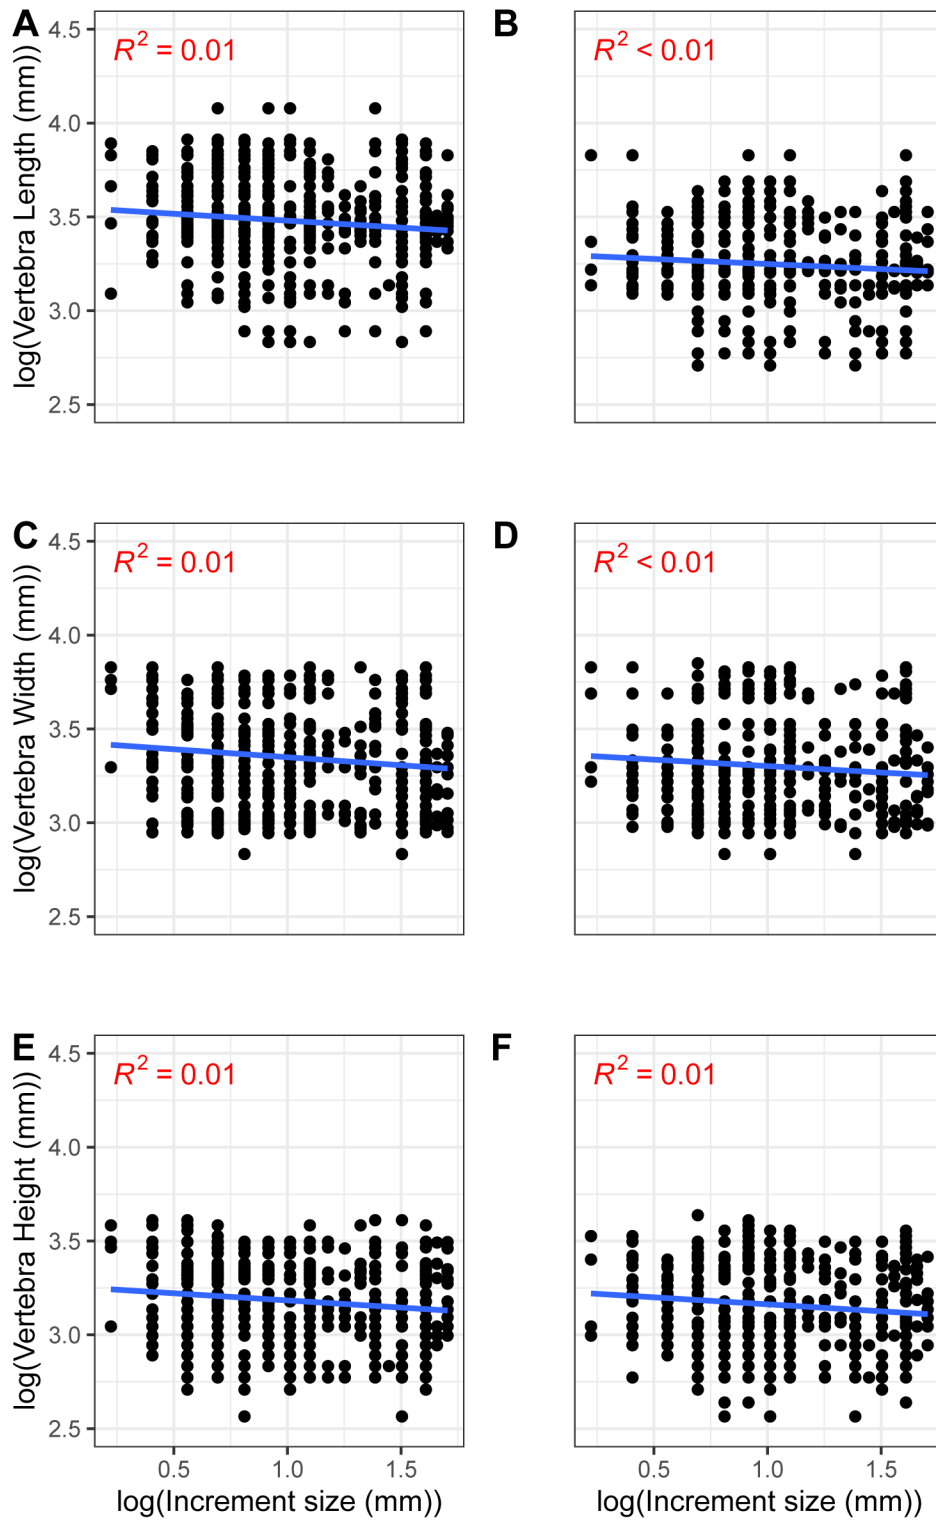 A
B
R² = 0.01
R² < 0.01
log(Vertebra Length (mm))
4.5
4.0
3.5
3.0
2.5
C
D
R² = 0.01
R² < 0.01
log(Vertebra Width (mm))
4.5
4.0
3.5
3.0
2.5
E
F
R² = 0.01
R² = 0.01
log(Vertebra Height (mm))
4.5
4.0
3.5
3.0
2.5
0.5 1.0 1.5
0.5 1.0 1.5
log(Increment size (mm))
log(Increment size (mm))